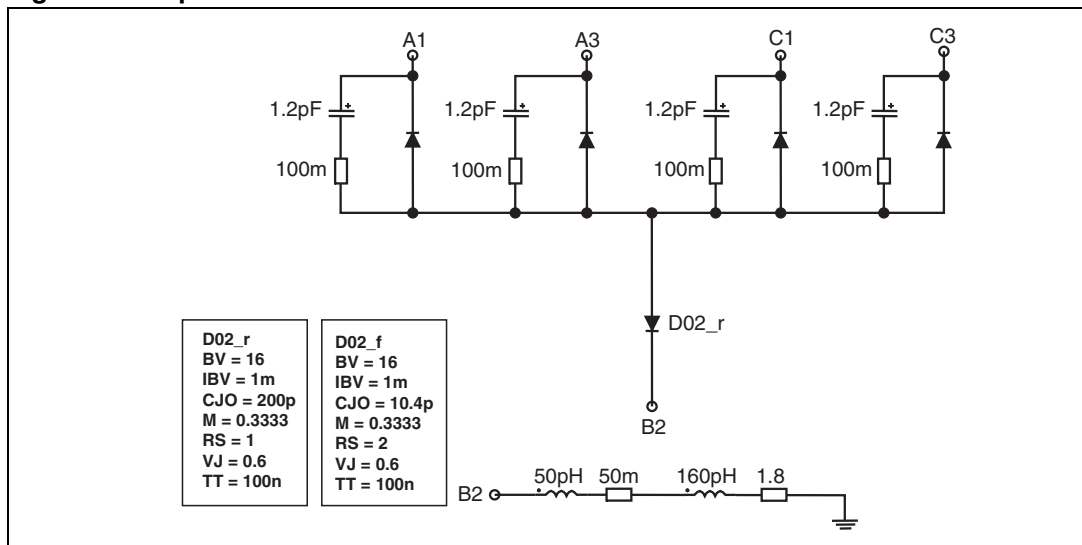 A1 A3 C1 C3
1.2pF 1.2pF 1.2pF 1.2pF
+ + + +
100m 100m 100m 100m
D02_r
B2
D02_r
BV = 16
IBV = 1m
CJO = 200p
M = 0.3333
RS = 1
VJ = 0.6
TT = 100n
D02_f
BV = 16
IBV = 1m
CJO = 10.4p
M = 0.3333
RS = 2
VJ = 0.6
TT = 100n
50pH 50m 160pH 1.8
B2